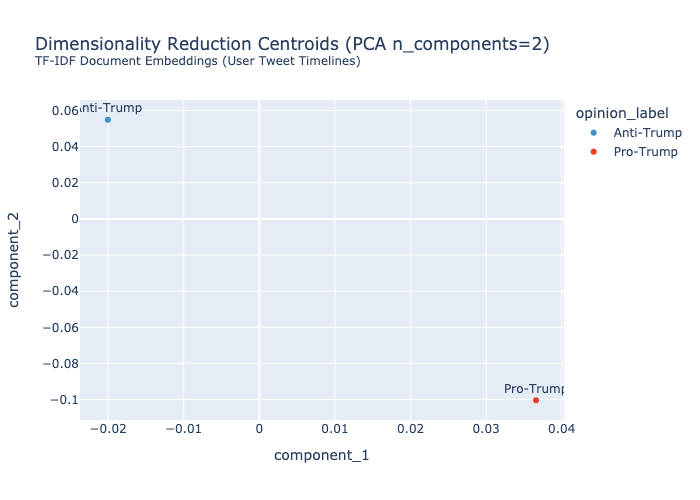 Dimensionality Reduction Centroids (PCA n_components=2)
TF-IDF Document Embeddings (User Tweet Timelines)
opinion_label
Anti-Trump
Pro-Trump
nti-Trump
Pro-Trump
component_2
0.06
0.04
0.02
0
−0.02
−0.04
−0.06
−0.08
−0.1
−0.02
−0.01
0
0.01
0.02
0.03
0.04
component_1